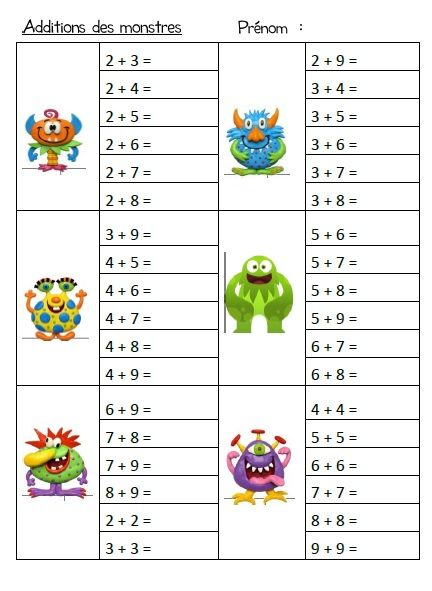 Additions des monstres Prénom :
2 + 3 =
2 + 4 =
2 + 5 =
2 + 6 =
2 + 7 =
2 + 8 =
2 + 9 =
3 + 4 =
3 + 5 =
3 + 6 =
3 + 7 =
3 + 8 =
3 + 9 =
4 + 5 =
4 + 6 =
4 + 7 =
4 + 8 =
4 + 9 =
5 + 6 =
5 + 7 =
5 + 8 =
5 + 9 =
6 + 7 =
6 + 8 =
6 + 9 =
7 + 8 =
7 + 9 =
8 + 9 =
2 + 2 =
3 + 3 =
4 + 4 =
5 + 5 =
6 + 6 =
7 + 7 =
8 + 8 =
9 + 9 =